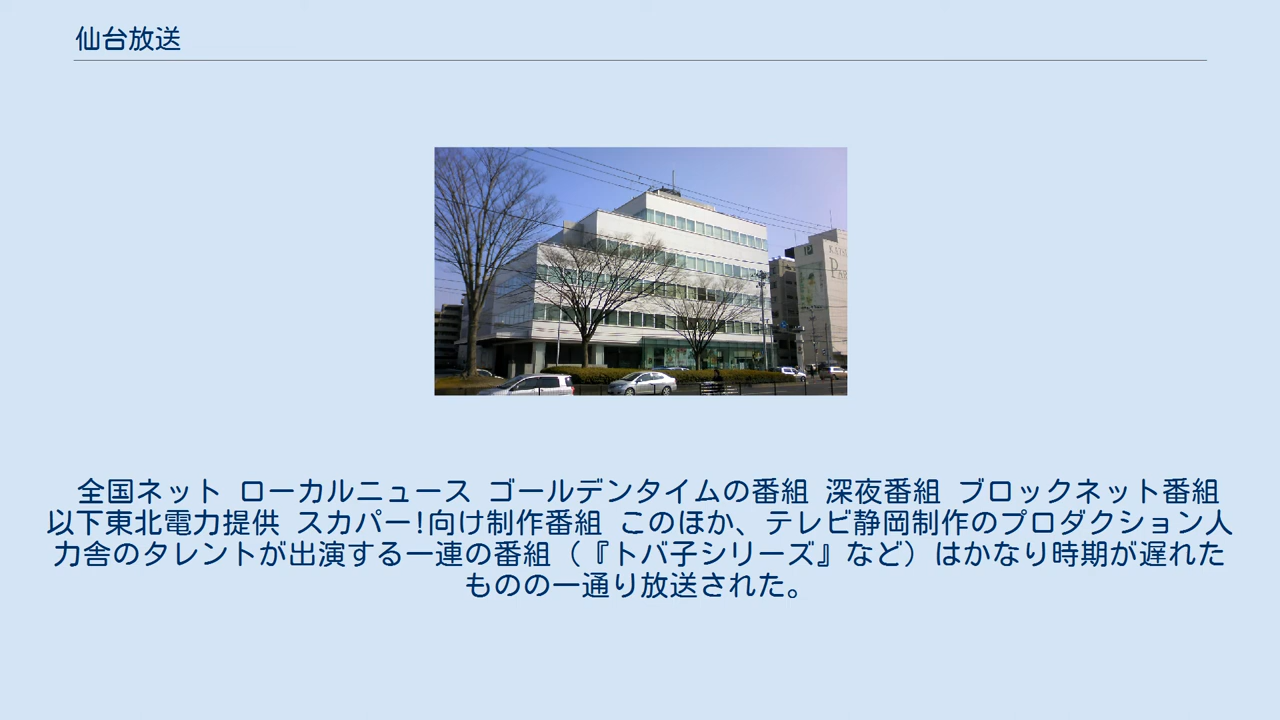 仙台放送
全国ネット ローカルニュース ゴールデンタイムの番組 深夜番組 ブロックネット番組
以下東北電力提供 スカパー!向け制作番組 このほか、テレビ静岡制作のプロダクション人
力舎のタレントが出演する一連の番組（『トバ子シリーズ』など）はかなり時期が遅れた
ものの一通り放送された。